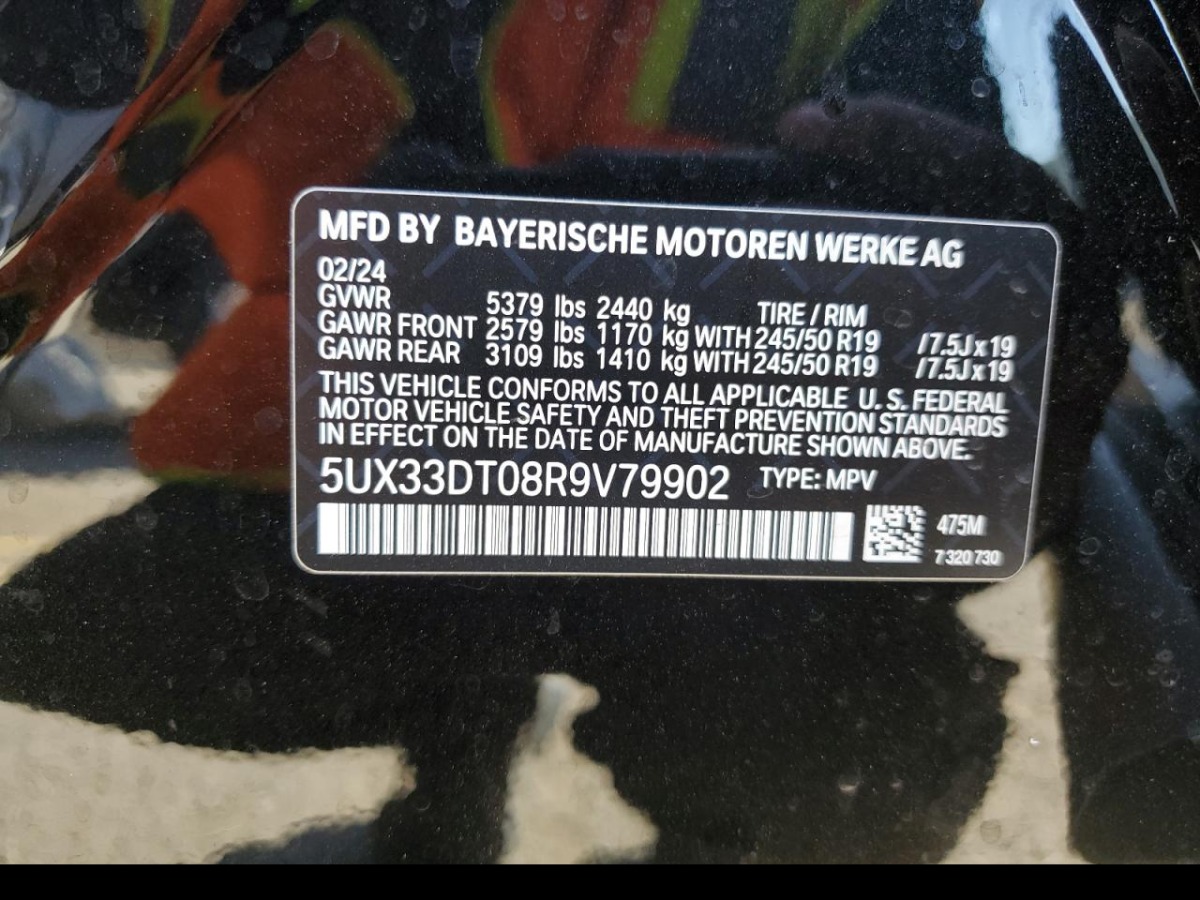 MFD BY BAYERISCHE MOTOREN WERKE AG
02/24
GVWR 5379 lbs 2440 kg TIRE / RIM
GAWR FRONT 2579 lbs 1170 kg WITH 245/50 R19 / 7.5J x 19
GAWR REAR 3109 lbs 1410 kg WITH 245/50 R19 / 7.5J x 19
THIS VEHICLE CONFORMS TO ALL APPLICABLE U. S. FEDERAL
MOTOR VEHICLE SAFETY AND THEFT PREVENTION STANDARDS
IN EFFECT ON THE DATE OF MANUFACTURE SHOWN ABOVE.
5UX33DT08R9V79902 TYPE: MPV
475M
7 320 730